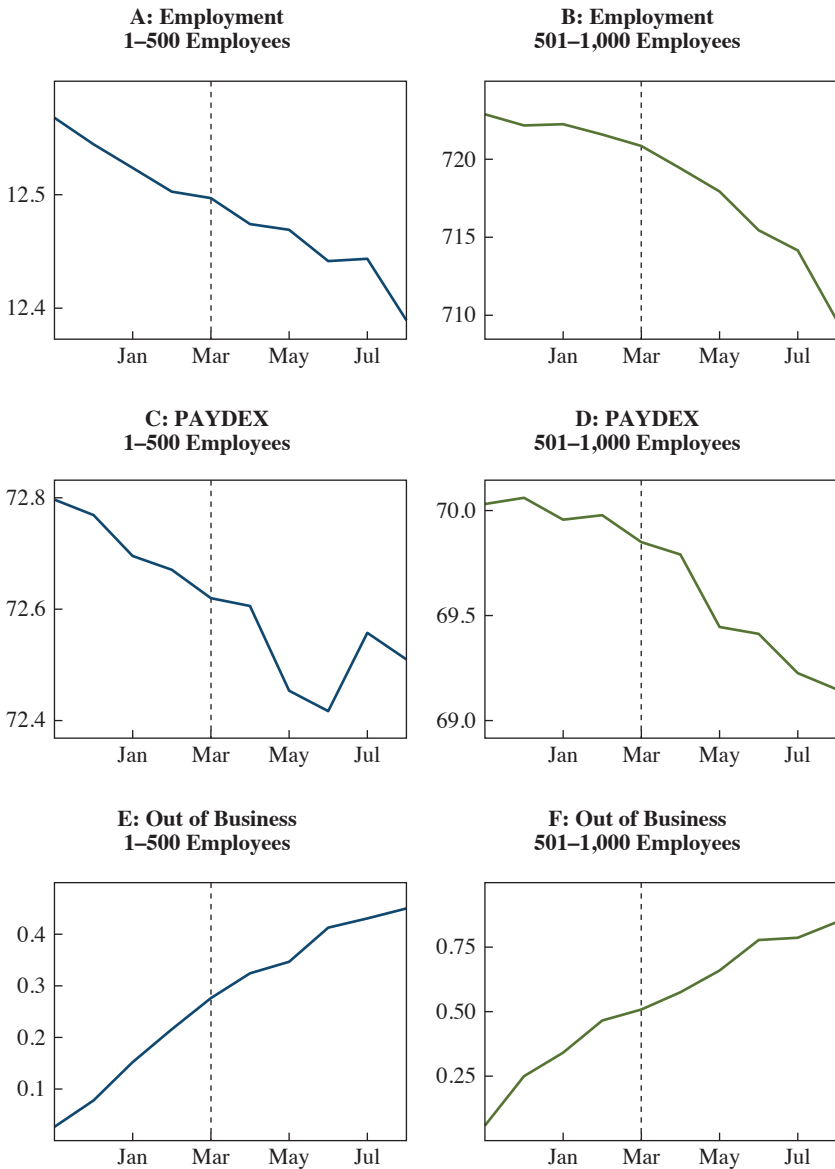 A: Employment
1–500 Employees
12.5
12.4
Jan Mar May Jul
B: Employment
501–1,000 Employees
720
715
710
Jan Mar May Jul
C: PAYDEX
1–500 Employees
72.8
72.6
72.4
Jan Mar May Jul
D: PAYDEX
501–1,000 Employees
70.0
69.5
69.0
Jan Mar May Jul
E: Out of Business
1–500 Employees
0.4
0.3
0.2
0.1
Jan Mar May Jul
F: Out of Business
501–1,000 Employees
0.75
0.50
0.25
Jan Mar May Jul